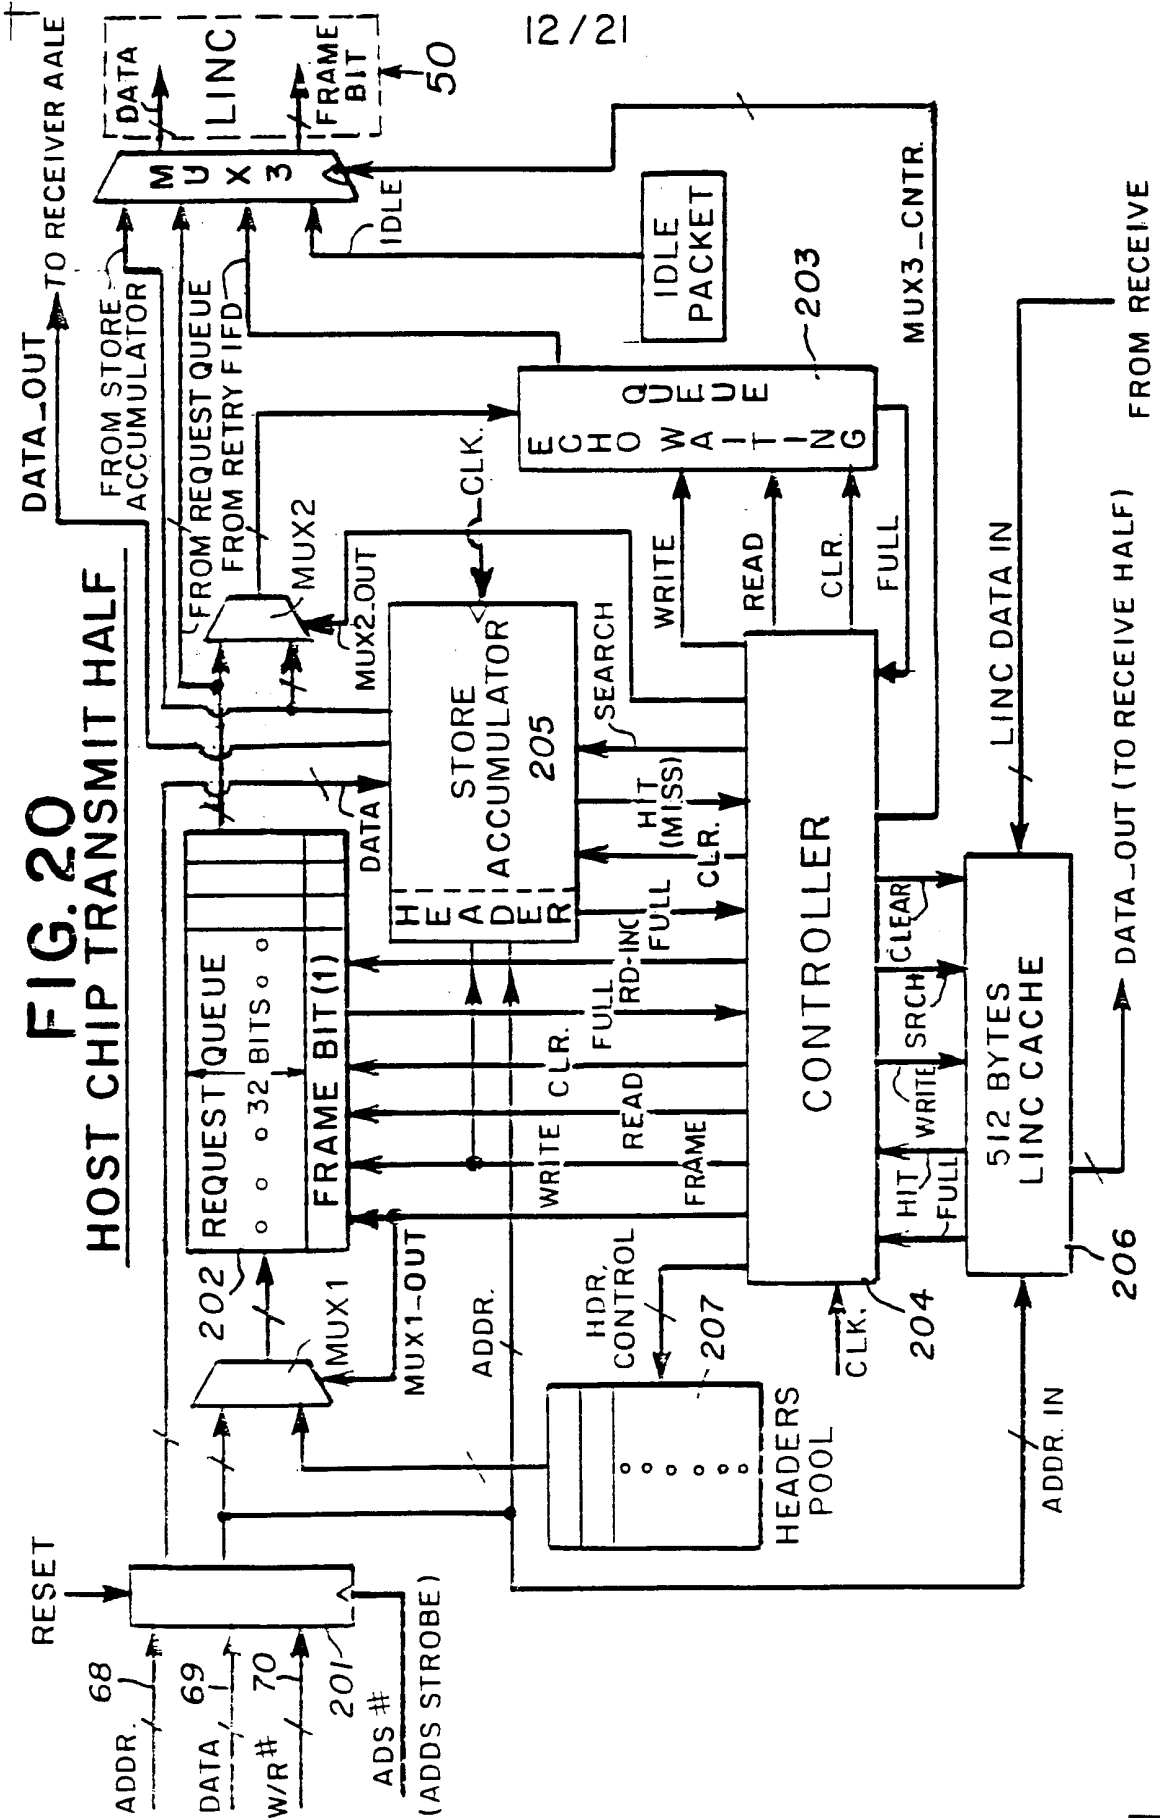 12/21
FIG. 20
HOST CHIP TRANSMIT HALF
RESET
ADDR.
68
DATA
69
W/R#
70
201
ADS #
(ADDS STROBE)
MUX1
MUX1-OUT
202
REQUEST QUEUE
32 BITS
FRAME BIT (1)
DATA
ADDR.
HEADERS
POOL
207
HDR.
CONTROL
FRAME
WRITE
READ
CLR.
FULL
RD-INC
FULL
CLR.
HIT
(MISS)
SEARCH
HEADER
STORE
ACCUMULATOR
205
CLK.
MUX2
MUX2_OUT
DATA_OUT
TO RECEIVER AALE
FROM STORE
ACCUMULATOR
FROM REQUEST QUEUE
FROM RETRY FIFD
IDLE
MUX3
DATA
LINC
FRAME
BIT
50
IDLE
PACKET
ECHO WAITING
QUEUE
203
WRITE
READ
CLR.
FULL
MUX3_CNTR.
CONTROLLER
CLK.
204
FULL
HIT
WRITE
SRCH
CLEAR
512 BYTES
LINC CACHE
206
ADDR. IN
LINC DATA IN
FROM RECEIVE
DATA_OUT (TO RECEIVE HALF)